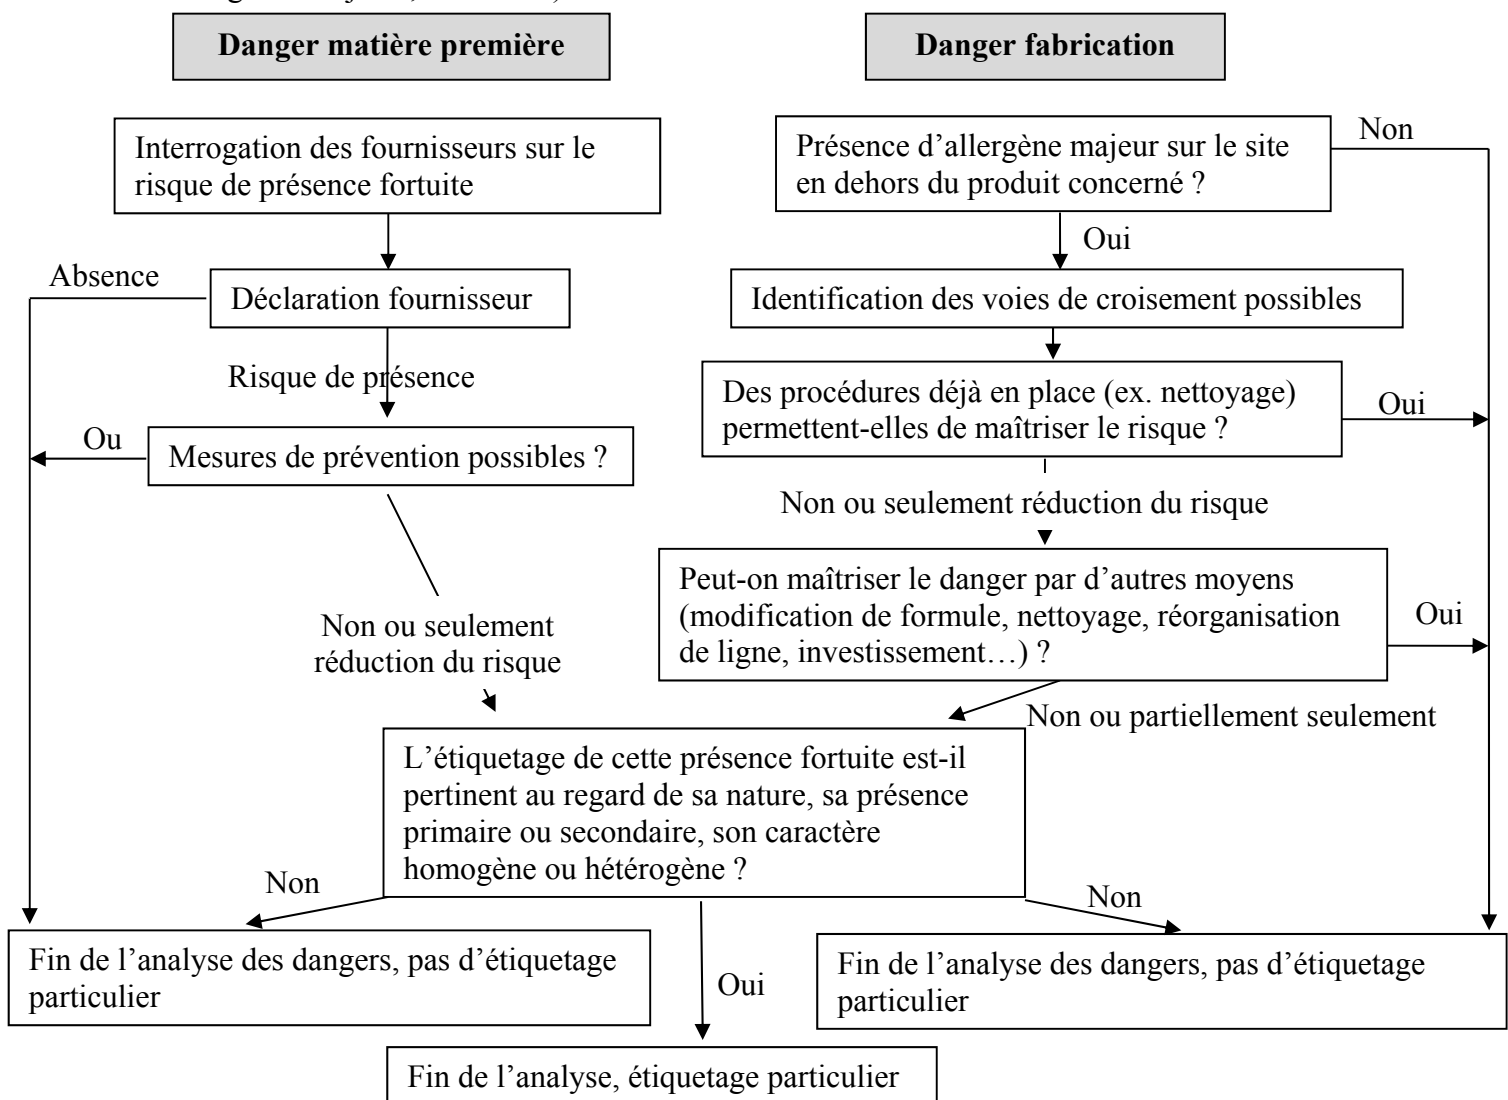 Danger matière première
Danger fabrication
Interrogation des fournisseurs sur le
risque de présence fortuite
Présence d’allergène majeur sur le site
en dehors du produit concerné ?
Non
Oui
Absence
Déclaration fournisseur
Identification des voies de croisement possibles
Risque de présence
Des procédures déjà en place (ex. nettoyage)
permettent-elles de maîtriser le risque ?
Oui
Ou
Mesures de prévention possibles ?
Non ou seulement réduction du risque
Peut-on maîtriser le danger par d’autres moyens
(modification de formule, nettoyage, réorganisation
de ligne, investissement…) ?
Oui
Non ou seulement
réduction du risque
Non ou partiellement seulement
L’étiquetage de cette présence fortuite est-il
pertinent au regard de sa nature, sa présence
primaire ou secondaire, son caractère
homogène ou hétérogène ?
Non
Non
Fin de l’analyse des dangers, pas d’étiquetage
particulier
Oui
Fin de l’analyse des dangers, pas d’étiquetage
particulier
Fin de l’analyse, étiquetage particulier